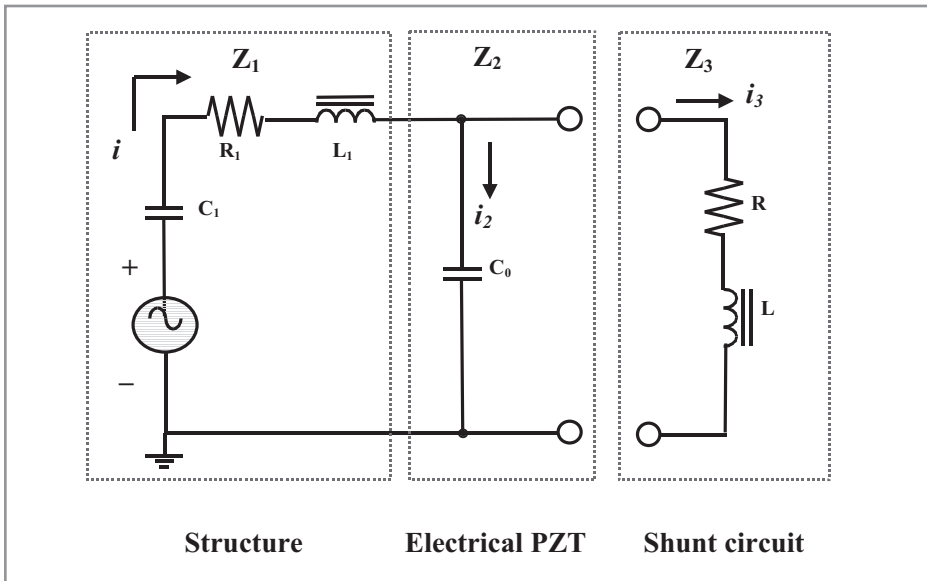 Z1
Z2
Z3
i
R1
L1
i3
C1
i2
R
+
C0
L
−
Structure
Electrical PZT
Shunt circuit